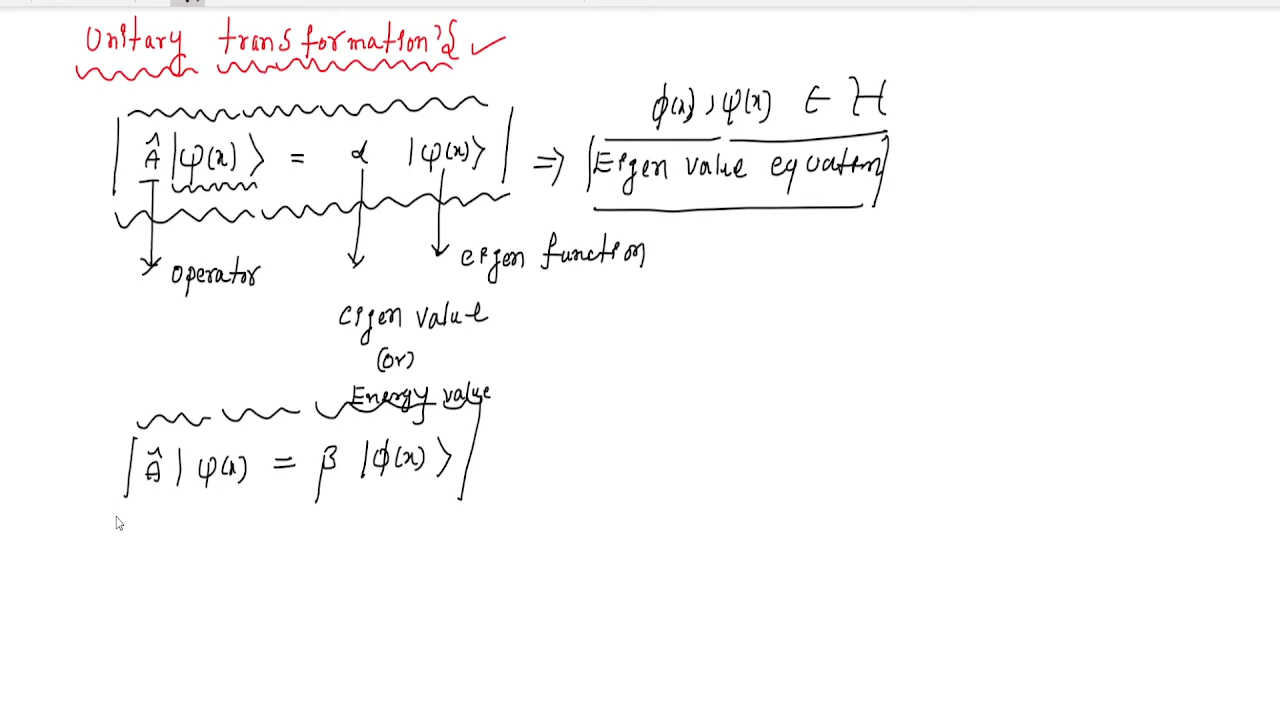 Unitary transformation's
ϕ(x), ψ(x) ∈ H
Â |ψ(x)⟩ = α |ψ(x)⟩ ⇒ Eigen value equation
operator
eigen function
eigen value
(or)
Energy value
Â | ψ(x) = β |ϕ(x)⟩